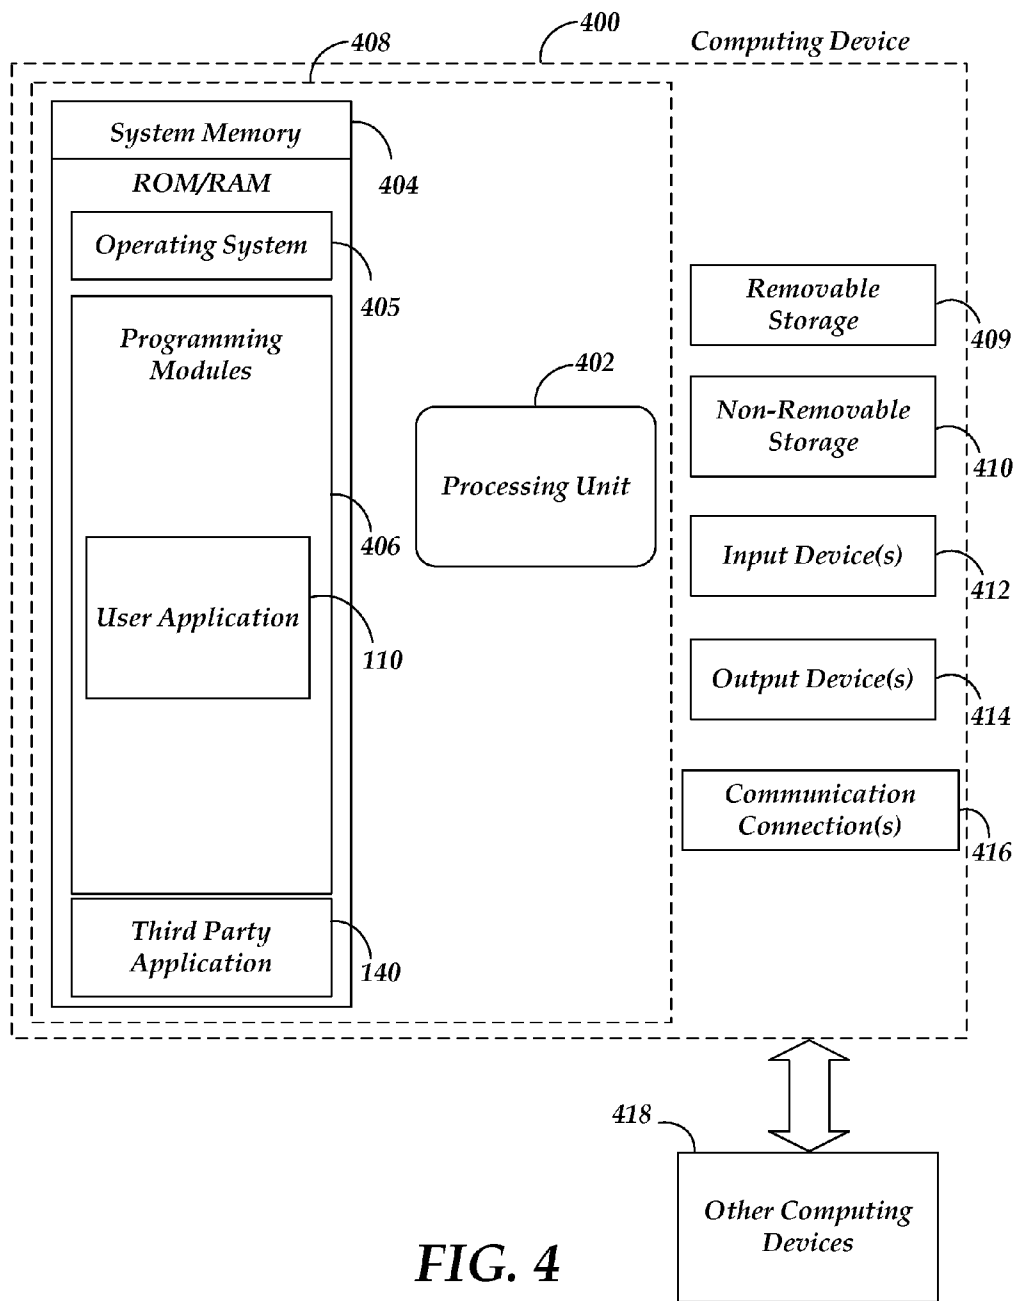 408
400
Computing Device
System Memory
404
ROM/RAM
Operating System
405
Programming
Modules
406
User Application
110
Third Party
Application
140
402
Processing Unit
Removable
Storage
409
Non-Removable
Storage
410
Input Device(s)
412
Output Device(s)
414
Communication
Connection(s)
416
418
Other Computing
Devices
FIG. 4